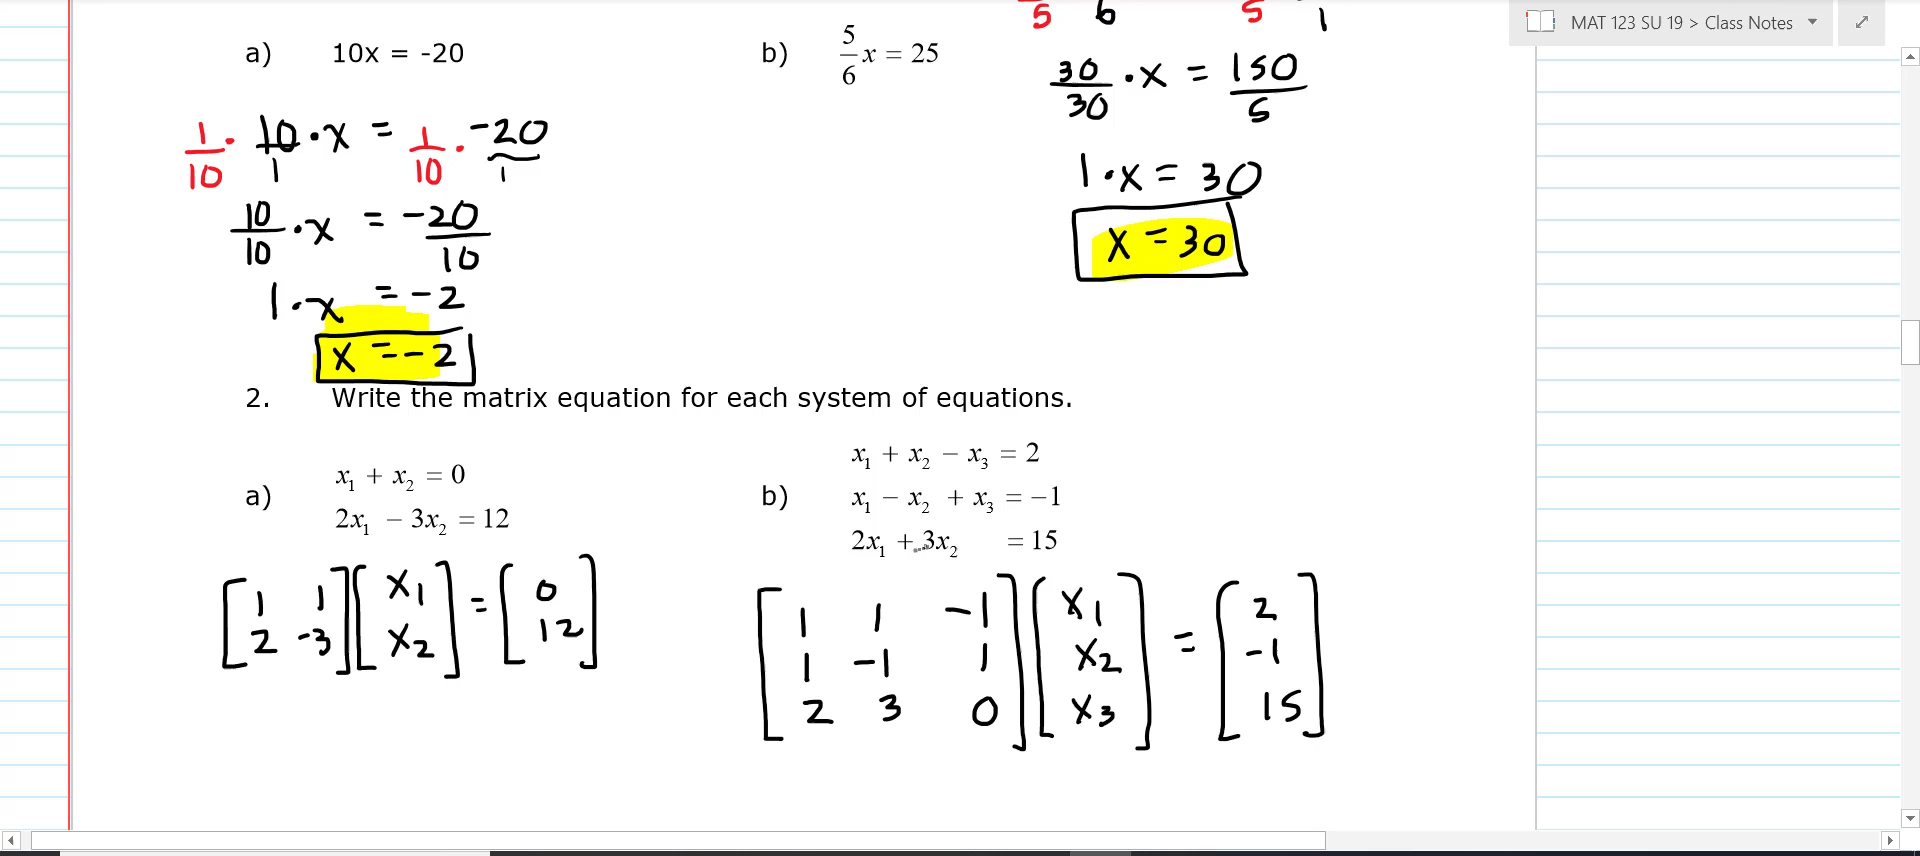 MAT 123 SU 19 > Class Notes
5 6 5 1
a) 10x = -20
b) 5/6 x = 25
30/30 · x = 150/5
1/10 · 10/1 · x = 1/10 · -20/1
1 · x = 30
10/10 · x = -20/10
x = 30
1 · x = -2
x = -2
2. Write the matrix equation for each system of equations.
a) x₁ + x₂ = 0
2x₁ - 3x₂ = 12
b) x₁ + x₂ - x₃ = 2
x₁ - x₂ + x₃ = -1
2x₁ + 3x₂ = 15
[1 1] [x₁] = [0]
[2 -3] [x₂] [12]
[1 1 -1] [x₁] = [2]
[1 -1 1] [x₂] [-1]
[2 3 0] [x₃] [15]